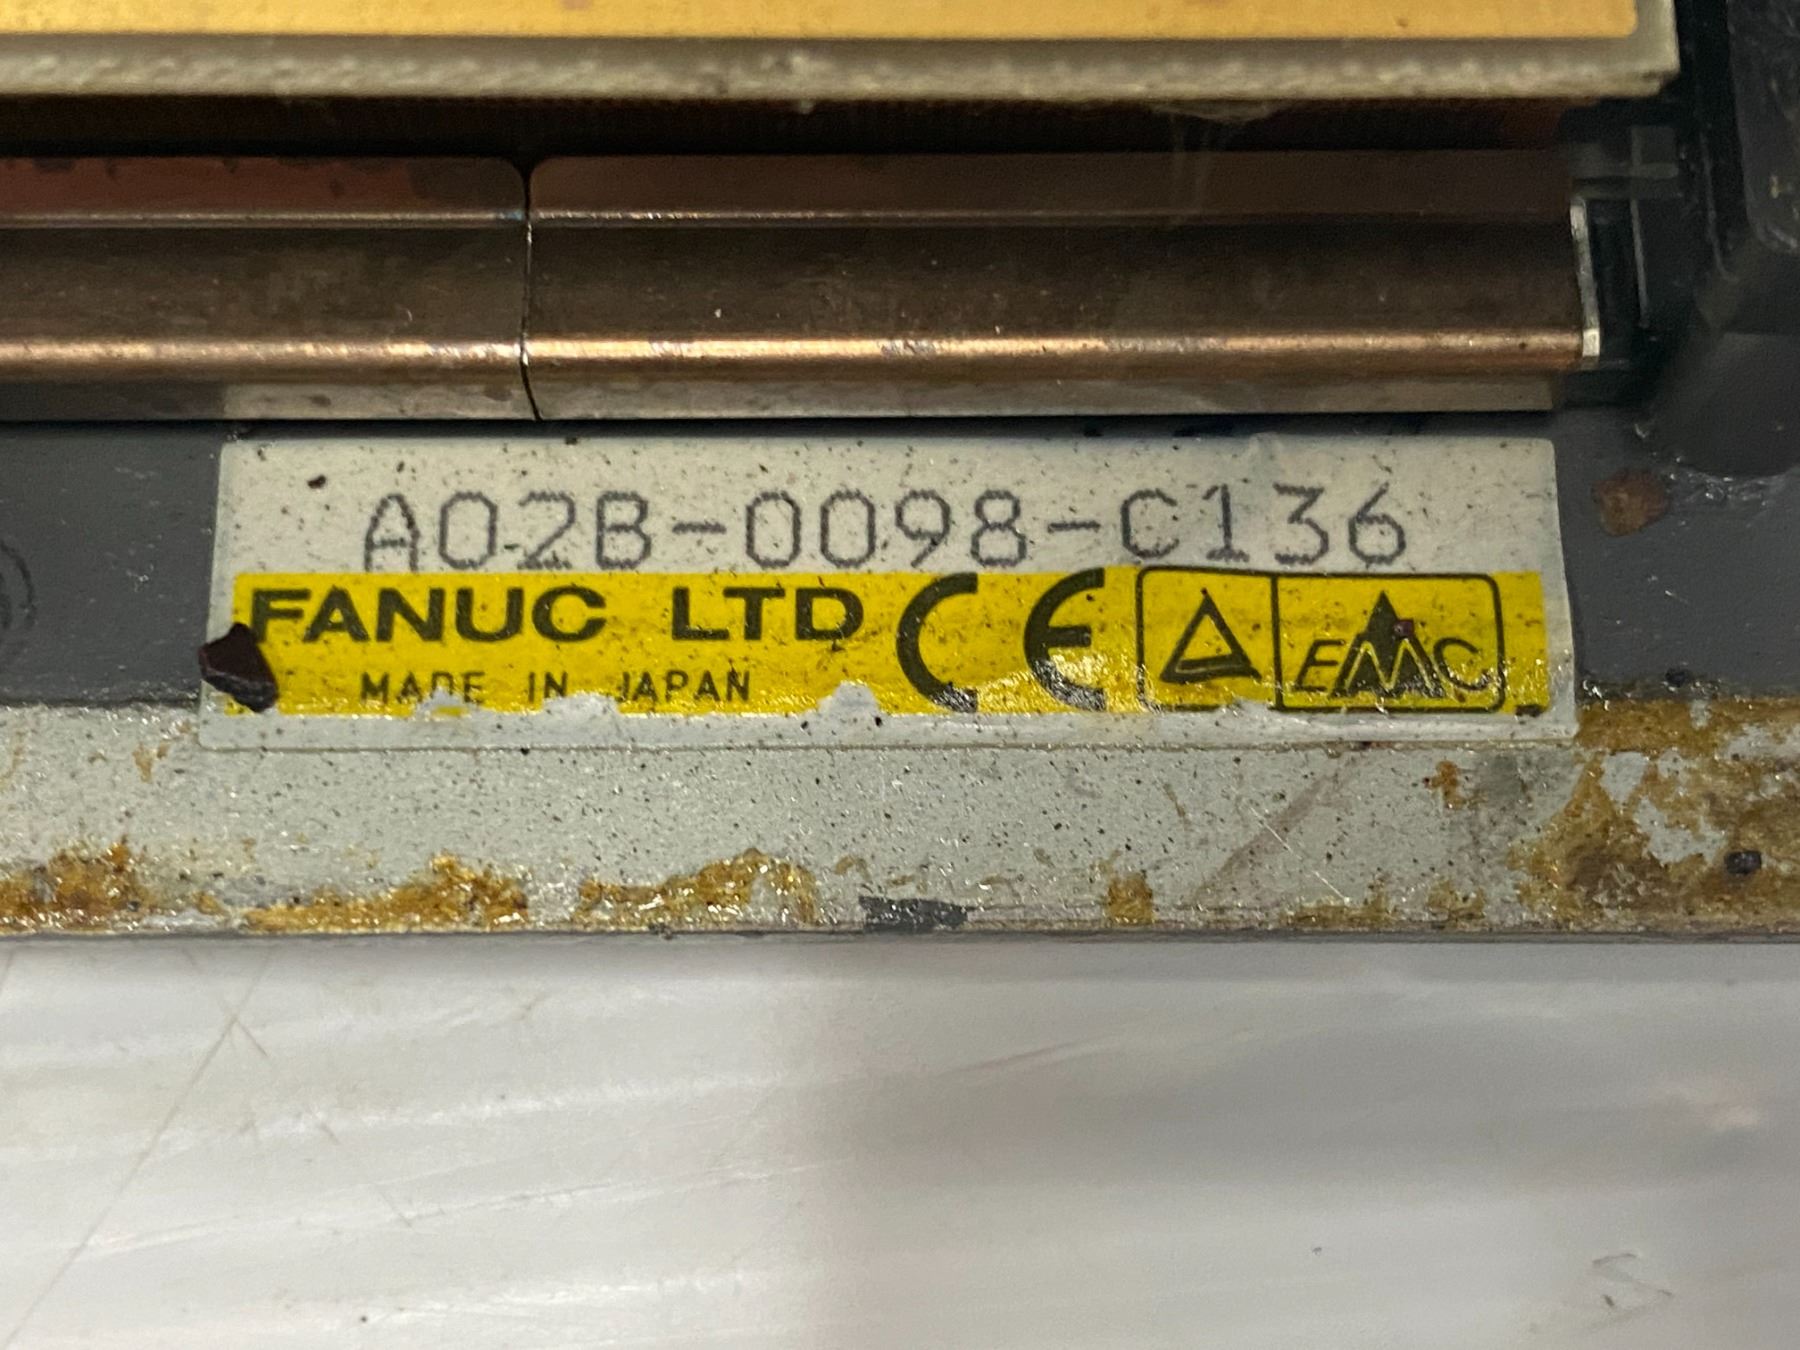 A02B-0098-C136
FANUC LTD CE EMC
MADE IN JAPAN